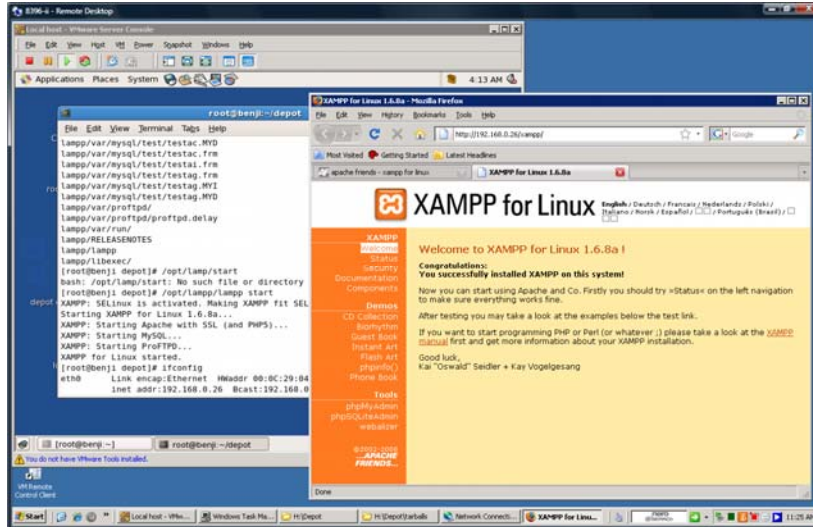 8396-ii - Remote Desktop
Local host - VMware Server Console
File Edit View Host VM Power Snapshot Windows Help
Applications Places System
4:13 AM
root@benji:~/depot
File Edit View Terminal Tabs Help
lampp/var/mysql/test/testac.MYD
lampp/var/mysql/test/testac.frm
lampp/var/mysql/test/testai.frm
lampp/var/mysql/test/testag.MYI
lampp/var/mysql/test/testag.MYD
lampp/var/mysql/test/testag.frm
lampp/var/proftpd/
lampp/var/proftpd/proftpd.delay
lampp/var/run/
lampp/RELEASENOTES
lampp/lampp
lampp/libexec/
[root@benji depot]# /opt/lamp/start
bash: /opt/lamp/start: No such file or directory
[root@benji depot]# /opt/lampp/lampp start
XAMPP: SELinux is activated. Making XAMPP fit SEL
Starting XAMPP for Linux 1.6.8a...
XAMPP: Starting Apache with SSL (and PHP5)...
XAMPP: Starting MySQL...
XAMPP: Starting ProFTPD...
XAMPP for Linux started.
[root@benji depot]# ifconfig
eth0 Link encap:Ethernet HWaddr 00:0C:29:04
inet addr:192.168.0.26 Bcast:192.168.0
[root@benji:~]
root@benji:~/depot
You do not have VMware Tools installed.
XAMPP for Linux 1.6.8a - Mozilla Firefox
File Edit View History Bookmarks Tools Help
http://192.168.0.26/xampp/
Google
Most Visited Getting Started Latest Headlines
apache friends - xampp for linux
XAMPP for Linux 1.6.8a
XAMPP for Linux
English / Deutsch / Francais / Nederlands / Polski /
Italiano / Norsk / Español / / Português (Brasil) /
XAMPP
Welcome
Status
Security
Documentation
Components
Demos
CD Collection
Biorhythm
Guest Book
Instant Art
Flash Art
phpinfo()
Phone Book
Tools
phpMyAdmin
phpSQLiteAdmin
webalizer
©2002-2008
...APACHE
FRIENDS...
Welcome to XAMPP for Linux 1.6.8a !
Congratulations:
You successfully installed XAMPP on this system!
Now you can start using Apache and Co. Firstly you should try »Status« on the left navigation
to make sure everything works fine.
After testing you may take a look at the examples below the test link.
If you want to start programming PHP or Perl (or whatever ;) please take a look at the XAMPP
manual first and get more information about your XAMPP installation.
Good luck,
Kai "Oswald" Seidler + Kay Vogelgesang
Done
VM Remote
Control Client
Start
Local host - VMw...
Windows Task Ma...
H:\Depot
H:\Depot\tarballs
Network Connecti...
XAMPP for Linu...
11:25 AM